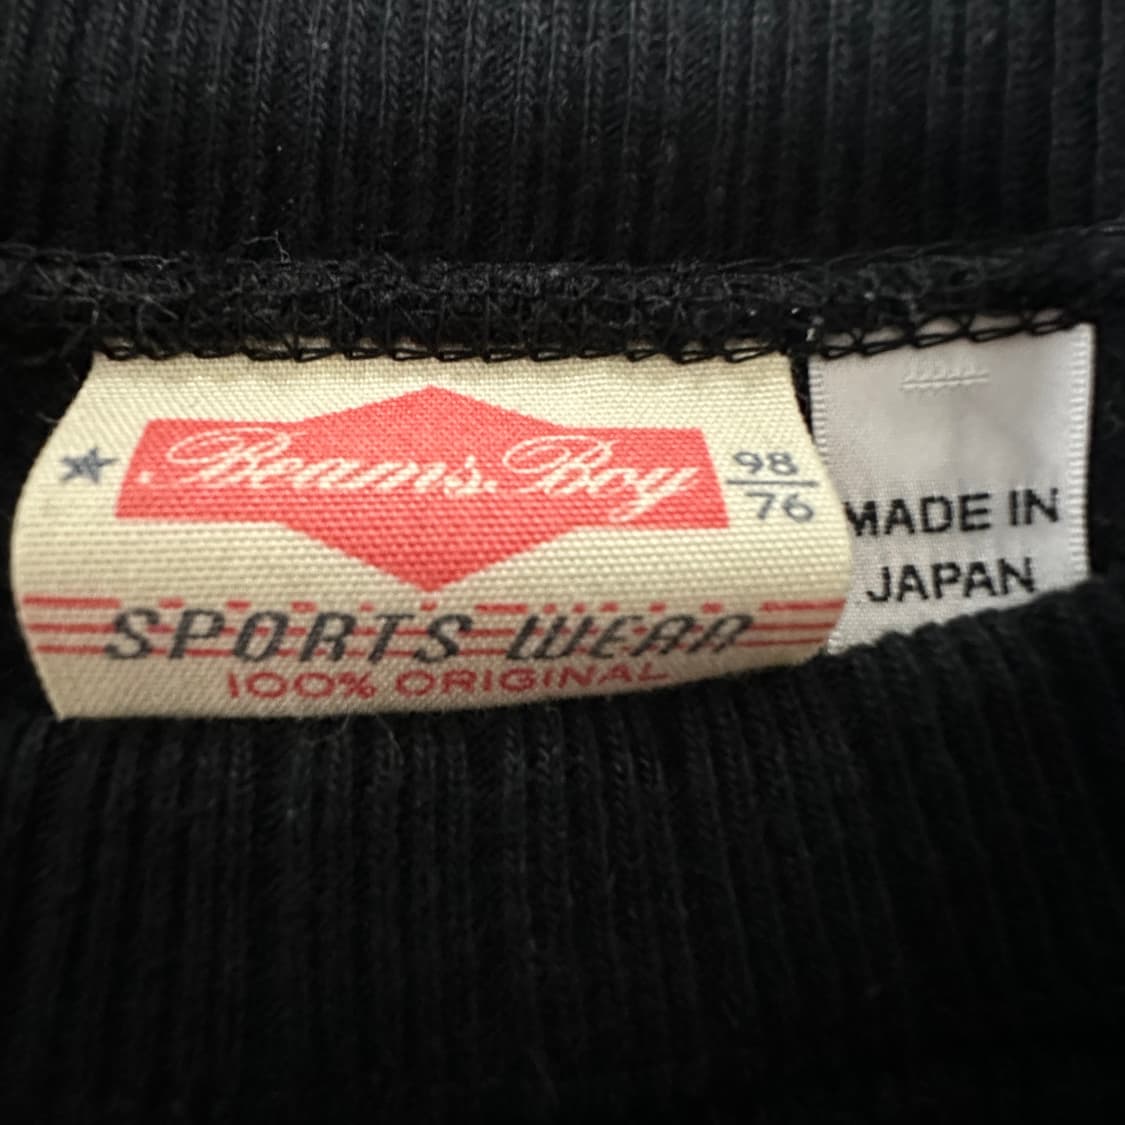 Beams Boy
98
76
SPORTS WEAR
100% ORIGINAL
MADE IN
JAPAN